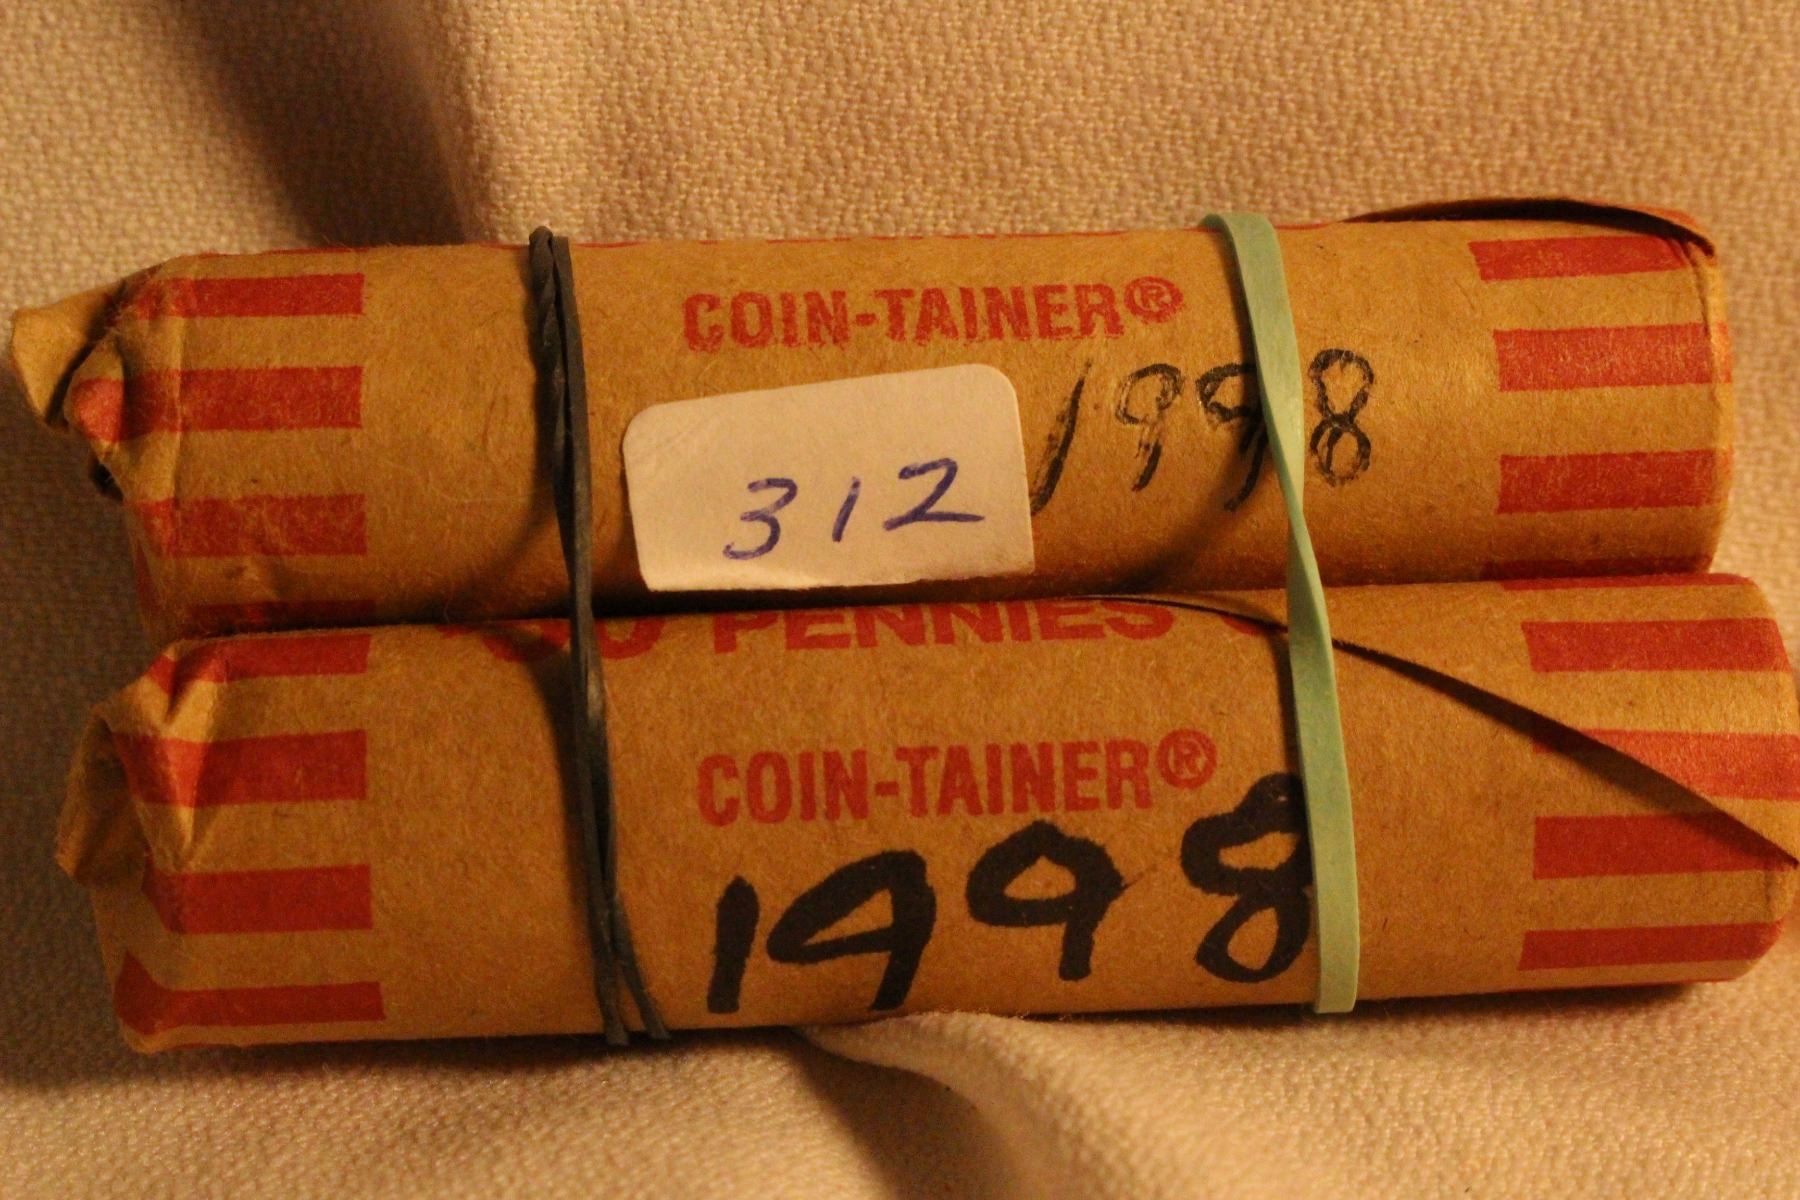 COIN-TAINER®
1998
312
PENNIES
COIN-TAINER®
1998